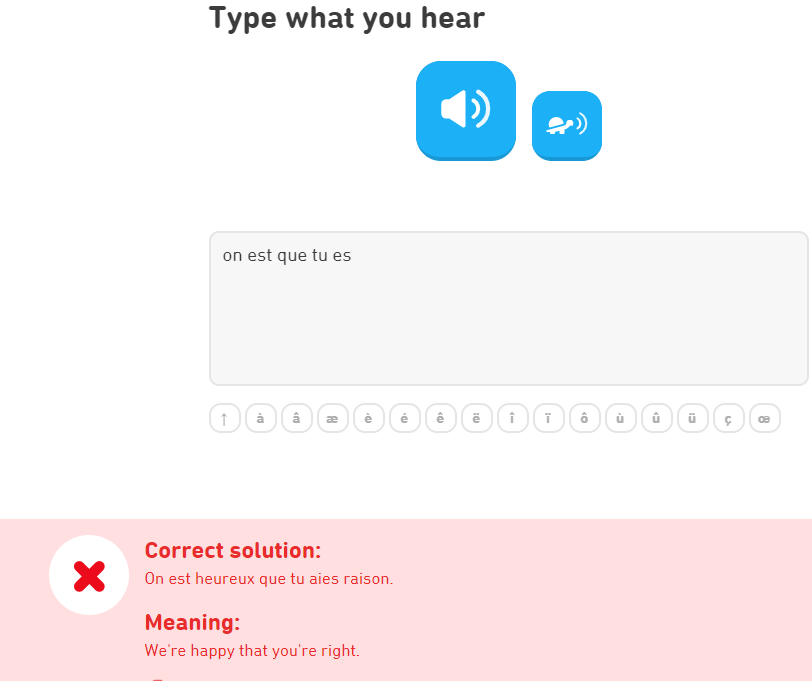 Type what you hear
on est que tu es
↑ à â æ è é ê ë î ï ô ù û ü ç œ
Correct solution:
On est heureux que tu aies raison.
Meaning:
We're happy that you're right.